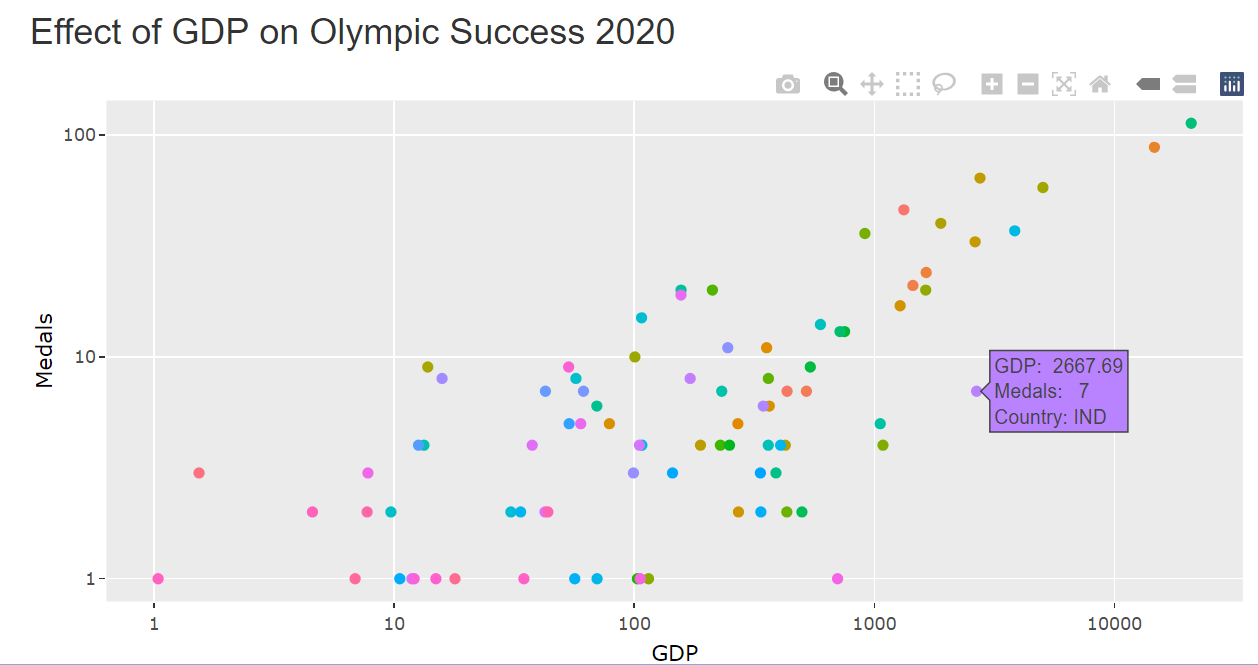 Effect of GDP on Olympic Success 2020
100
10
1
Medals
GDP: 2667.69
Medals: 7
Country: IND
1 10 100 1000 10000
GDP